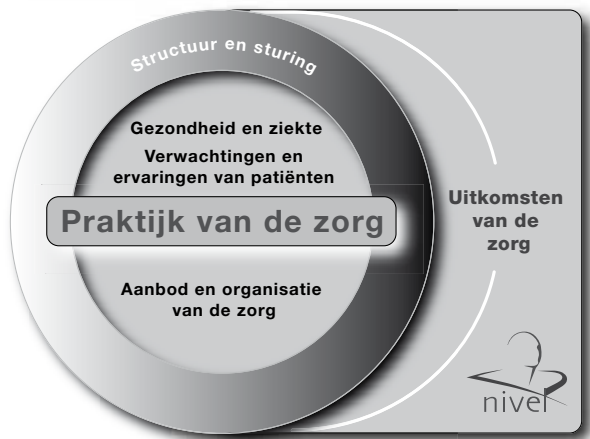 Structuur en sturing
Gezondheid en ziekte
Verwachtingen en
ervaringen van patiënten
Praktijk van de zorg
Aanbod en organisatie
van de zorg
Uitkomsten
van de
zorg
nivel